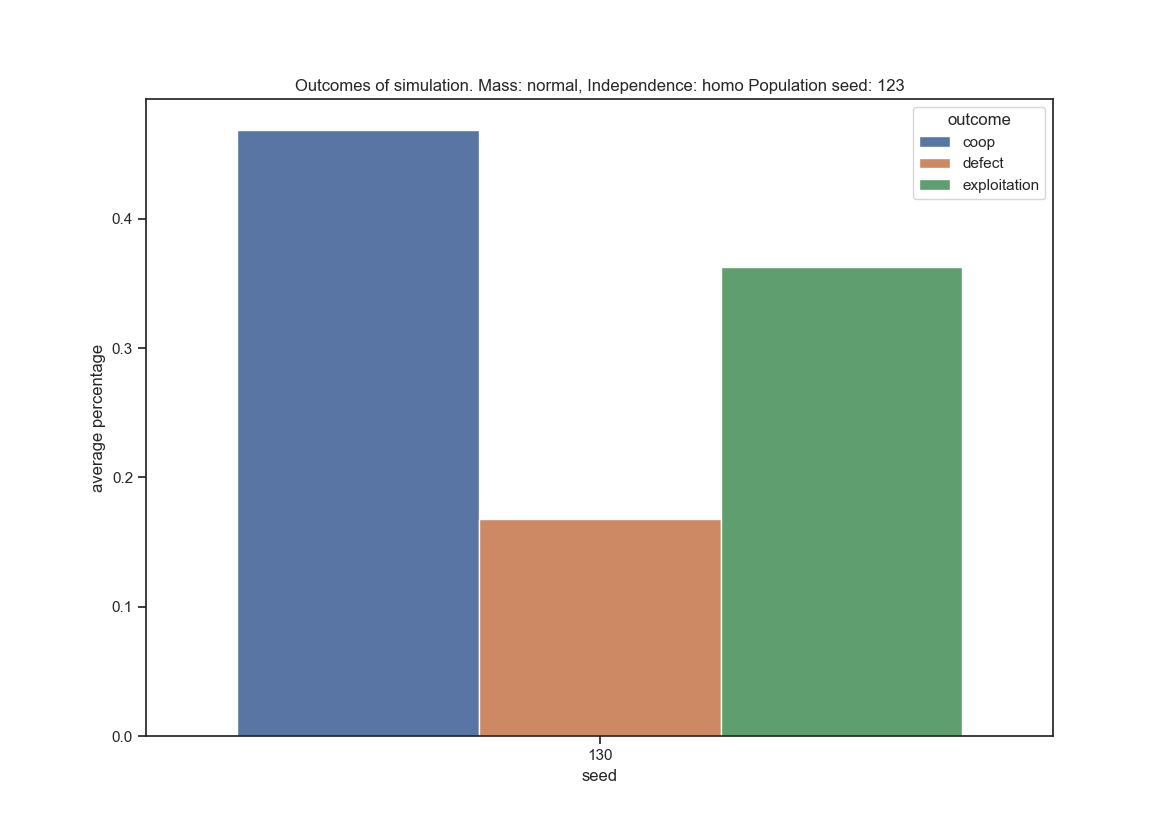 Outcomes of simulation. Mass: normal, Independence: homo Population seed: 123
outcome
coop
defect
exploitation
average percentage
0.4
0.3
0.2
0.1
0.0
130
seed